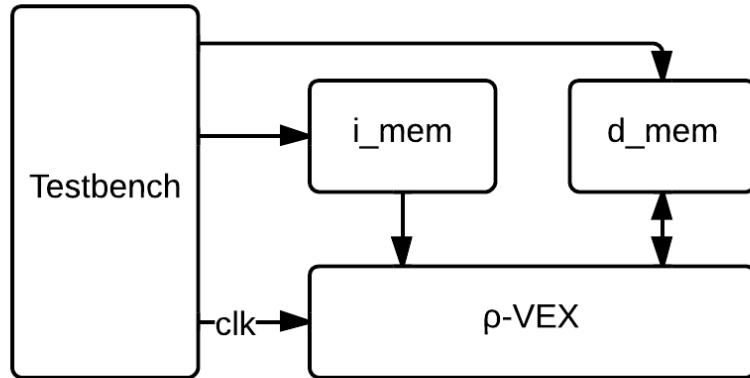 i_mem
d_mem
Testbench
clk
ρ-VEX